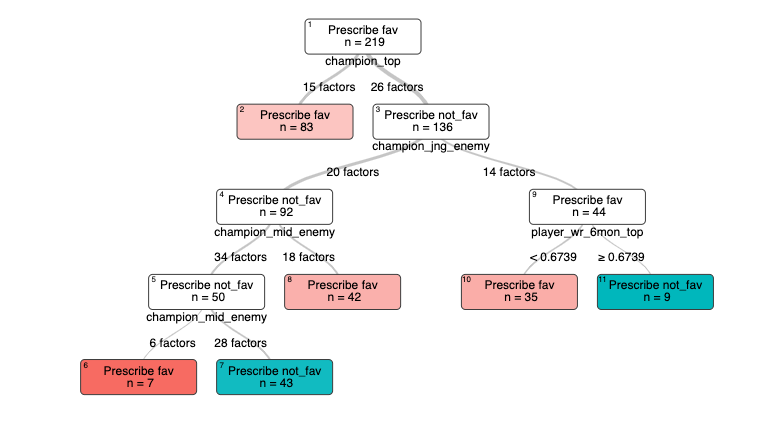 1
Prescribe fav
n = 219
champion_top
15 factors
26 factors
2
Prescribe fav
n = 83
3
Prescribe not_fav
n = 136
champion_jng_enemy
20 factors
14 factors
4
Prescribe not_fav
n = 92
champion_mid_enemy
9
Prescribe fav
n = 44
player_wr_6mon_top
34 factors
18 factors
< 0.6739
≥ 0.6739
5
Prescribe not_fav
n = 50
champion_mid_enemy
8
Prescribe fav
n = 42
10
Prescribe fav
n = 35
11
Prescribe not_fav
n = 9
6 factors
28 factors
6
Prescribe fav
n = 7
7
Prescribe not_fav
n = 43